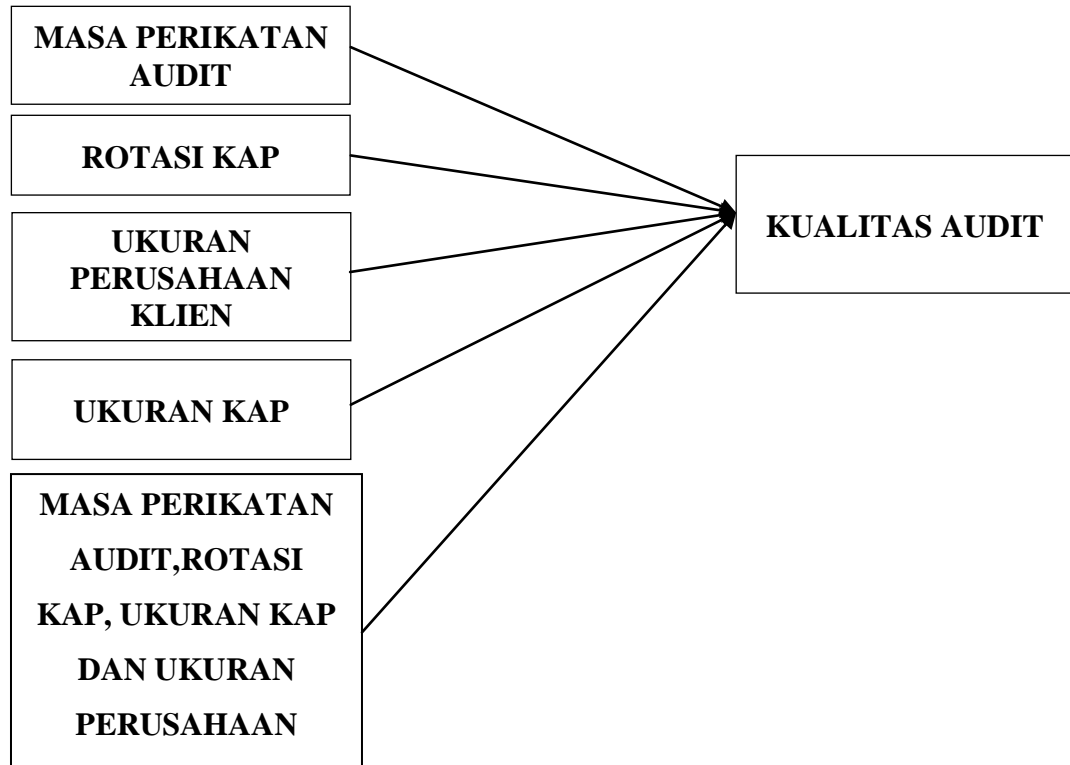 MASA PERIKATAN
AUDIT
ROTASI KAP
UKURAN
PERUSAHAAN
KLIEN
UKURAN KAP
MASA PERIKATAN
AUDIT,ROTASI
KAP, UKURAN KAP
DAN UKURAN
PERUSAHAAN
KUALITAS AUDIT